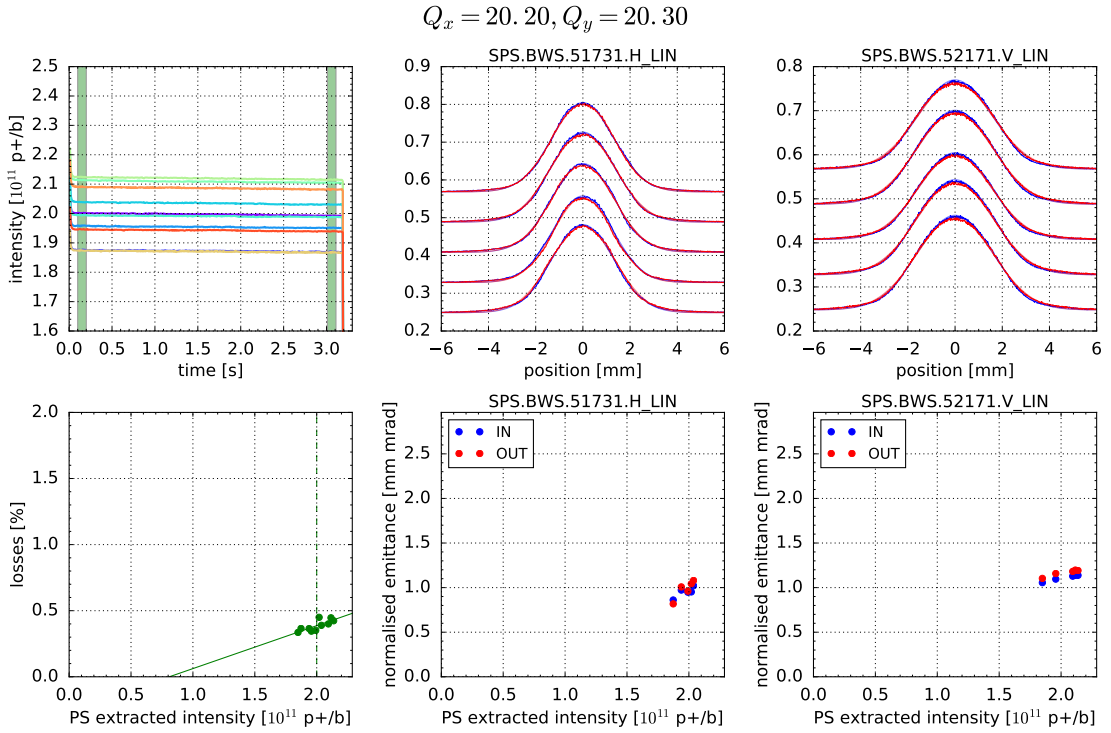 Q_x = 20.20, Q_y = 20.30
SPS.BWS.51731.H_LIN
SPS.BWS.52171.V_LIN
2.5
2.4
2.3
2.2
2.1
2.0
1.9
1.8
1.7
1.6
intensity [10^11 p+/b]
0.0 0.5 1.0 1.5 2.0 2.5 3.0
time [s]
0.9
0.8
0.7
0.6
0.5
0.4
0.3
0.2
−6 −4 −2 0 2 4 6
position [mm]
0.8
0.7
0.6
0.5
0.4
0.3
0.2
−6 −4 −2 0 2 4 6
position [mm]
2.0
1.5
1.0
0.5
0.0
losses [%]
0.0 0.5 1.0 1.5 2.0
PS extracted intensity [10^11 p+/b]
SPS.BWS.51731.H_LIN
IN
OUT
2.5
2.0
1.5
1.0
0.5
0.0
normalised emittance [mm mrad]
0.0 0.5 1.0 1.5 2.0
PS extracted intensity [10^11 p+/b]
SPS.BWS.52171.V_LIN
IN
OUT
2.5
2.0
1.5
1.0
0.5
0.0
normalised emittance [mm mrad]
0.0 0.5 1.0 1.5 2.0
PS extracted intensity [10^11 p+/b]